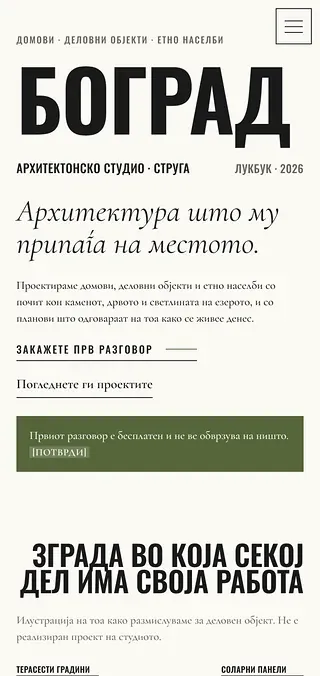 ДОМОВИ · ДЕЛОВНИ ОБЈЕКТИ · ЕТНО НАСЕЛБИ
БОГРАД
АРХИТЕКТОНСКО СТУДИО · СТРУГА ЛУКБУК · 2026
Архитектура што му
припаѓа на местото.
Проектираме домови, деловни објекти и етно населби со
почит кон каменот, дрвото и светлината на езерото, и со
планови што одговараат на тоа како се живее денес.
ЗАКАЖЕТЕ ПРВ РАЗГОВОР
Погледнете ги проектите
Првиот разговор е бесплатен и не ве обврзува на ништо.
[ПОТВРДИ]
ЗГРАДА ВО КОЈА СЕКОЈ
ДЕЛ ИМА СВОЈА РАБОТА
Илустрација на тоа како размислуваме за деловен објект. Не е
реализиран проект на студиото.
ТЕРАСЕСТИ ГРАДИНИ СОЛАРНИ ПАНЕЛИ